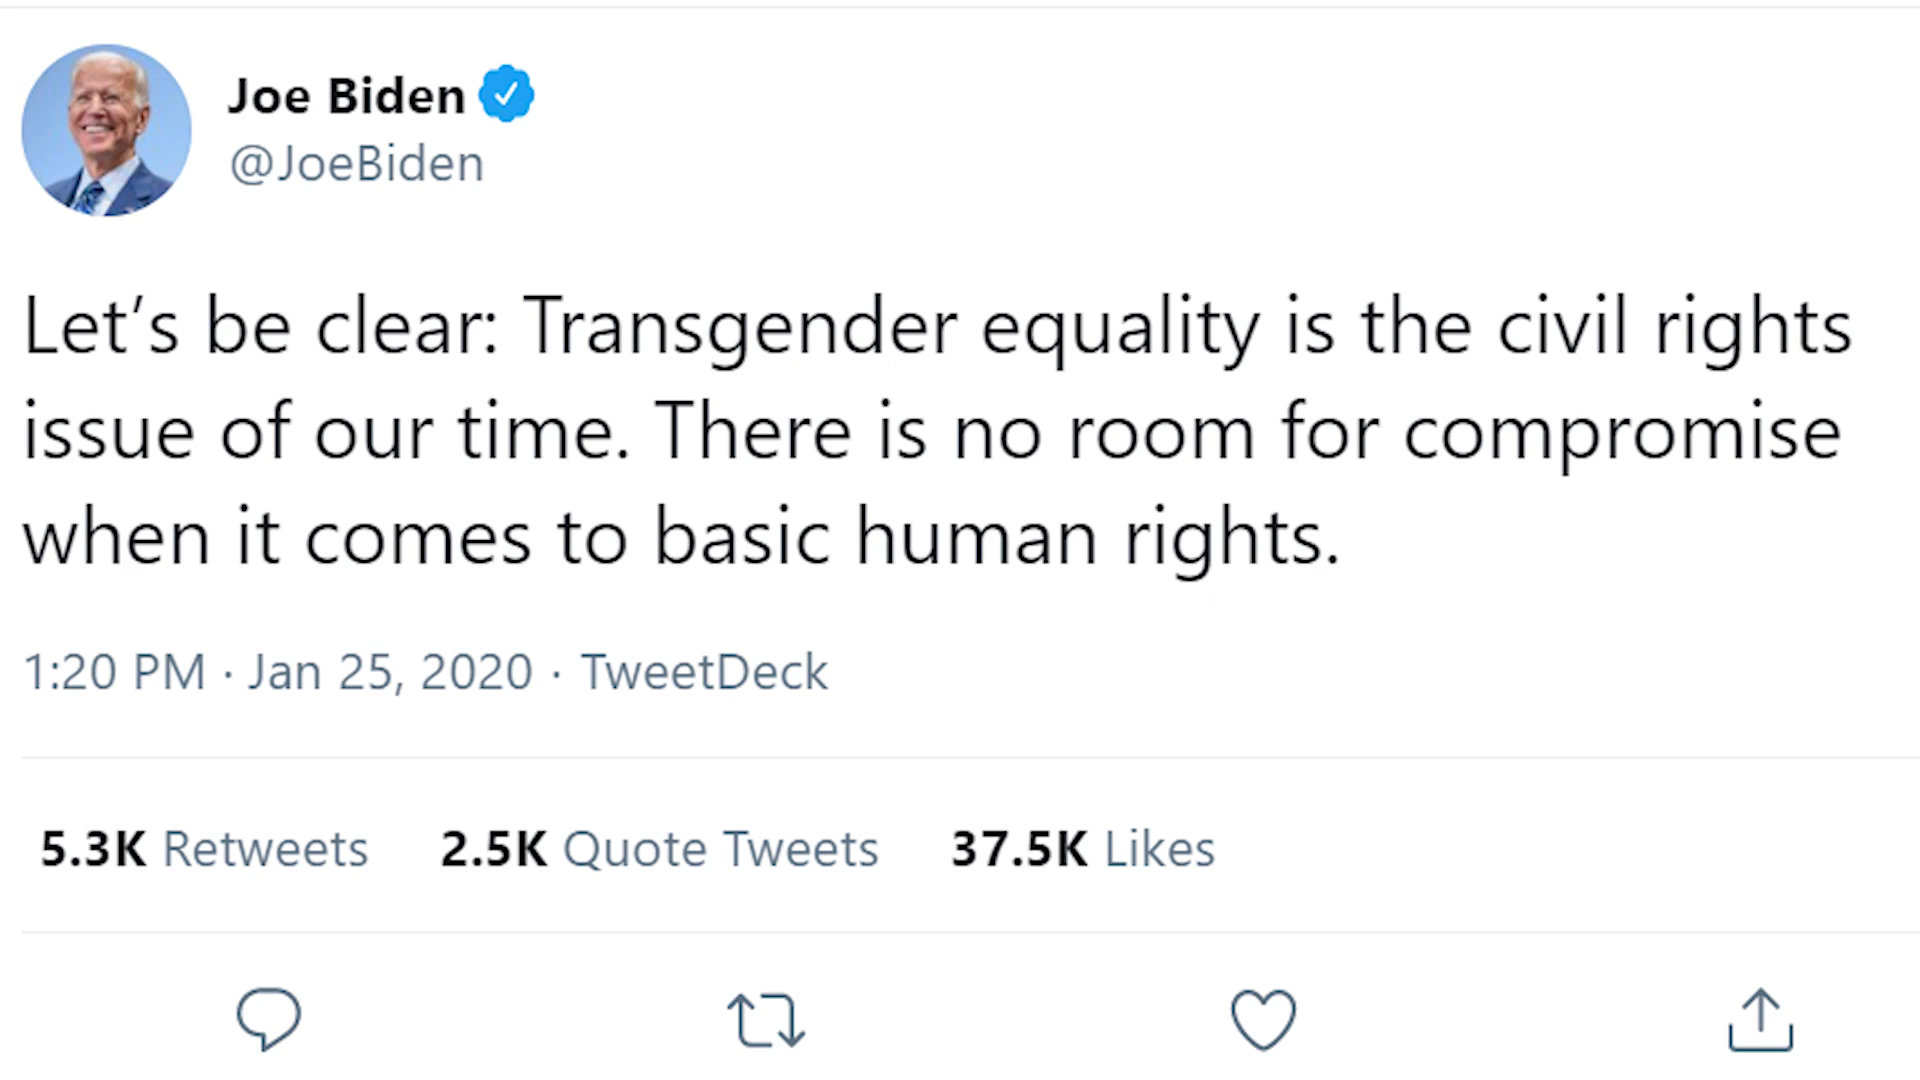 Joe Biden
@JoeBiden
Let’s be clear: Transgender equality is the civil rights
issue of our time. There is no room for compromise
when it comes to basic human rights.
1:20 PM · Jan 25, 2020 · TweetDeck
5.3K Retweets 2.5K Quote Tweets 37.5K Likes